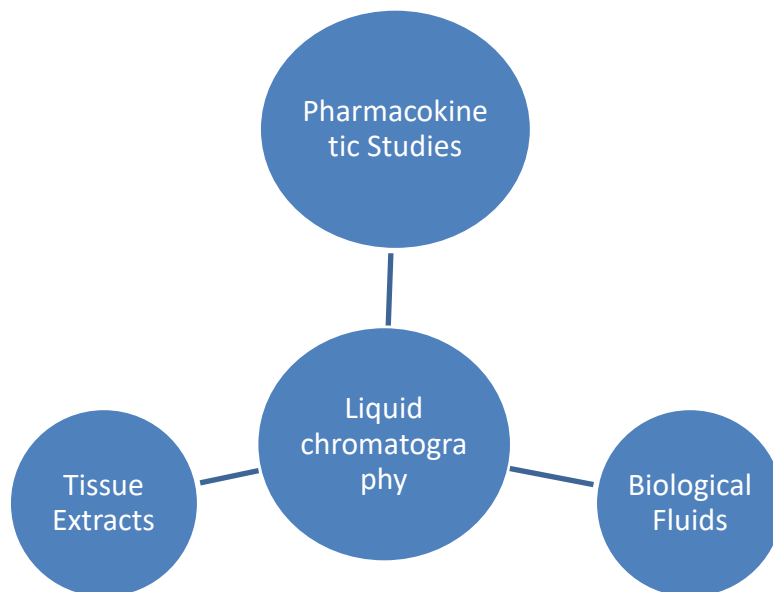 Pharmacokine
tic Studies
Liquid
chromatogra
phy
Tissue
Extracts
Biological
Fluids